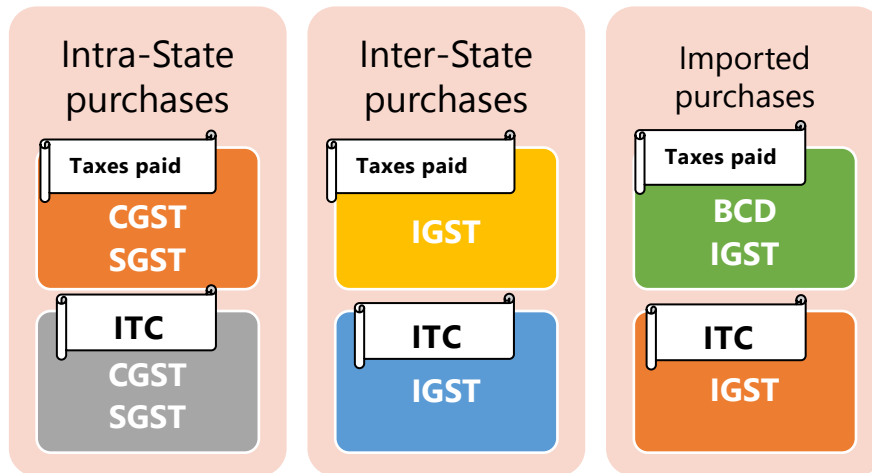 Intra-State
purchases
Taxes paid
CGST
SGST
ITC
CGST
SGST
Inter-State
purchases
Taxes paid
IGST
ITC
IGST
Imported
purchases
Taxes paid
BCD
IGST
ITC
IGST